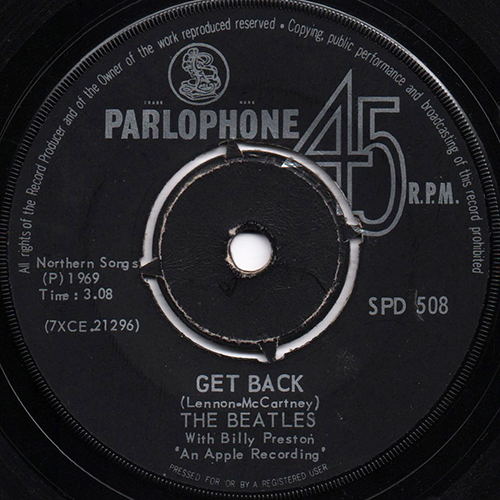 All rights of the Record Producer and of the Owner of the work reproduced reserved • Copying, public performance and broadcasting of this record prohibited
TRADE MARK
PARLOPHONE
45
R.P.M.
Northern Songs
(P) 1969
Time : 3.08
(7XCE.21296)
SPD 508
GET BACK
(Lennon-McCartney)
THE BEATLES
With Billy Preston
"An Apple Recording"
PRESSED FOR OR BY A REGISTERED USER